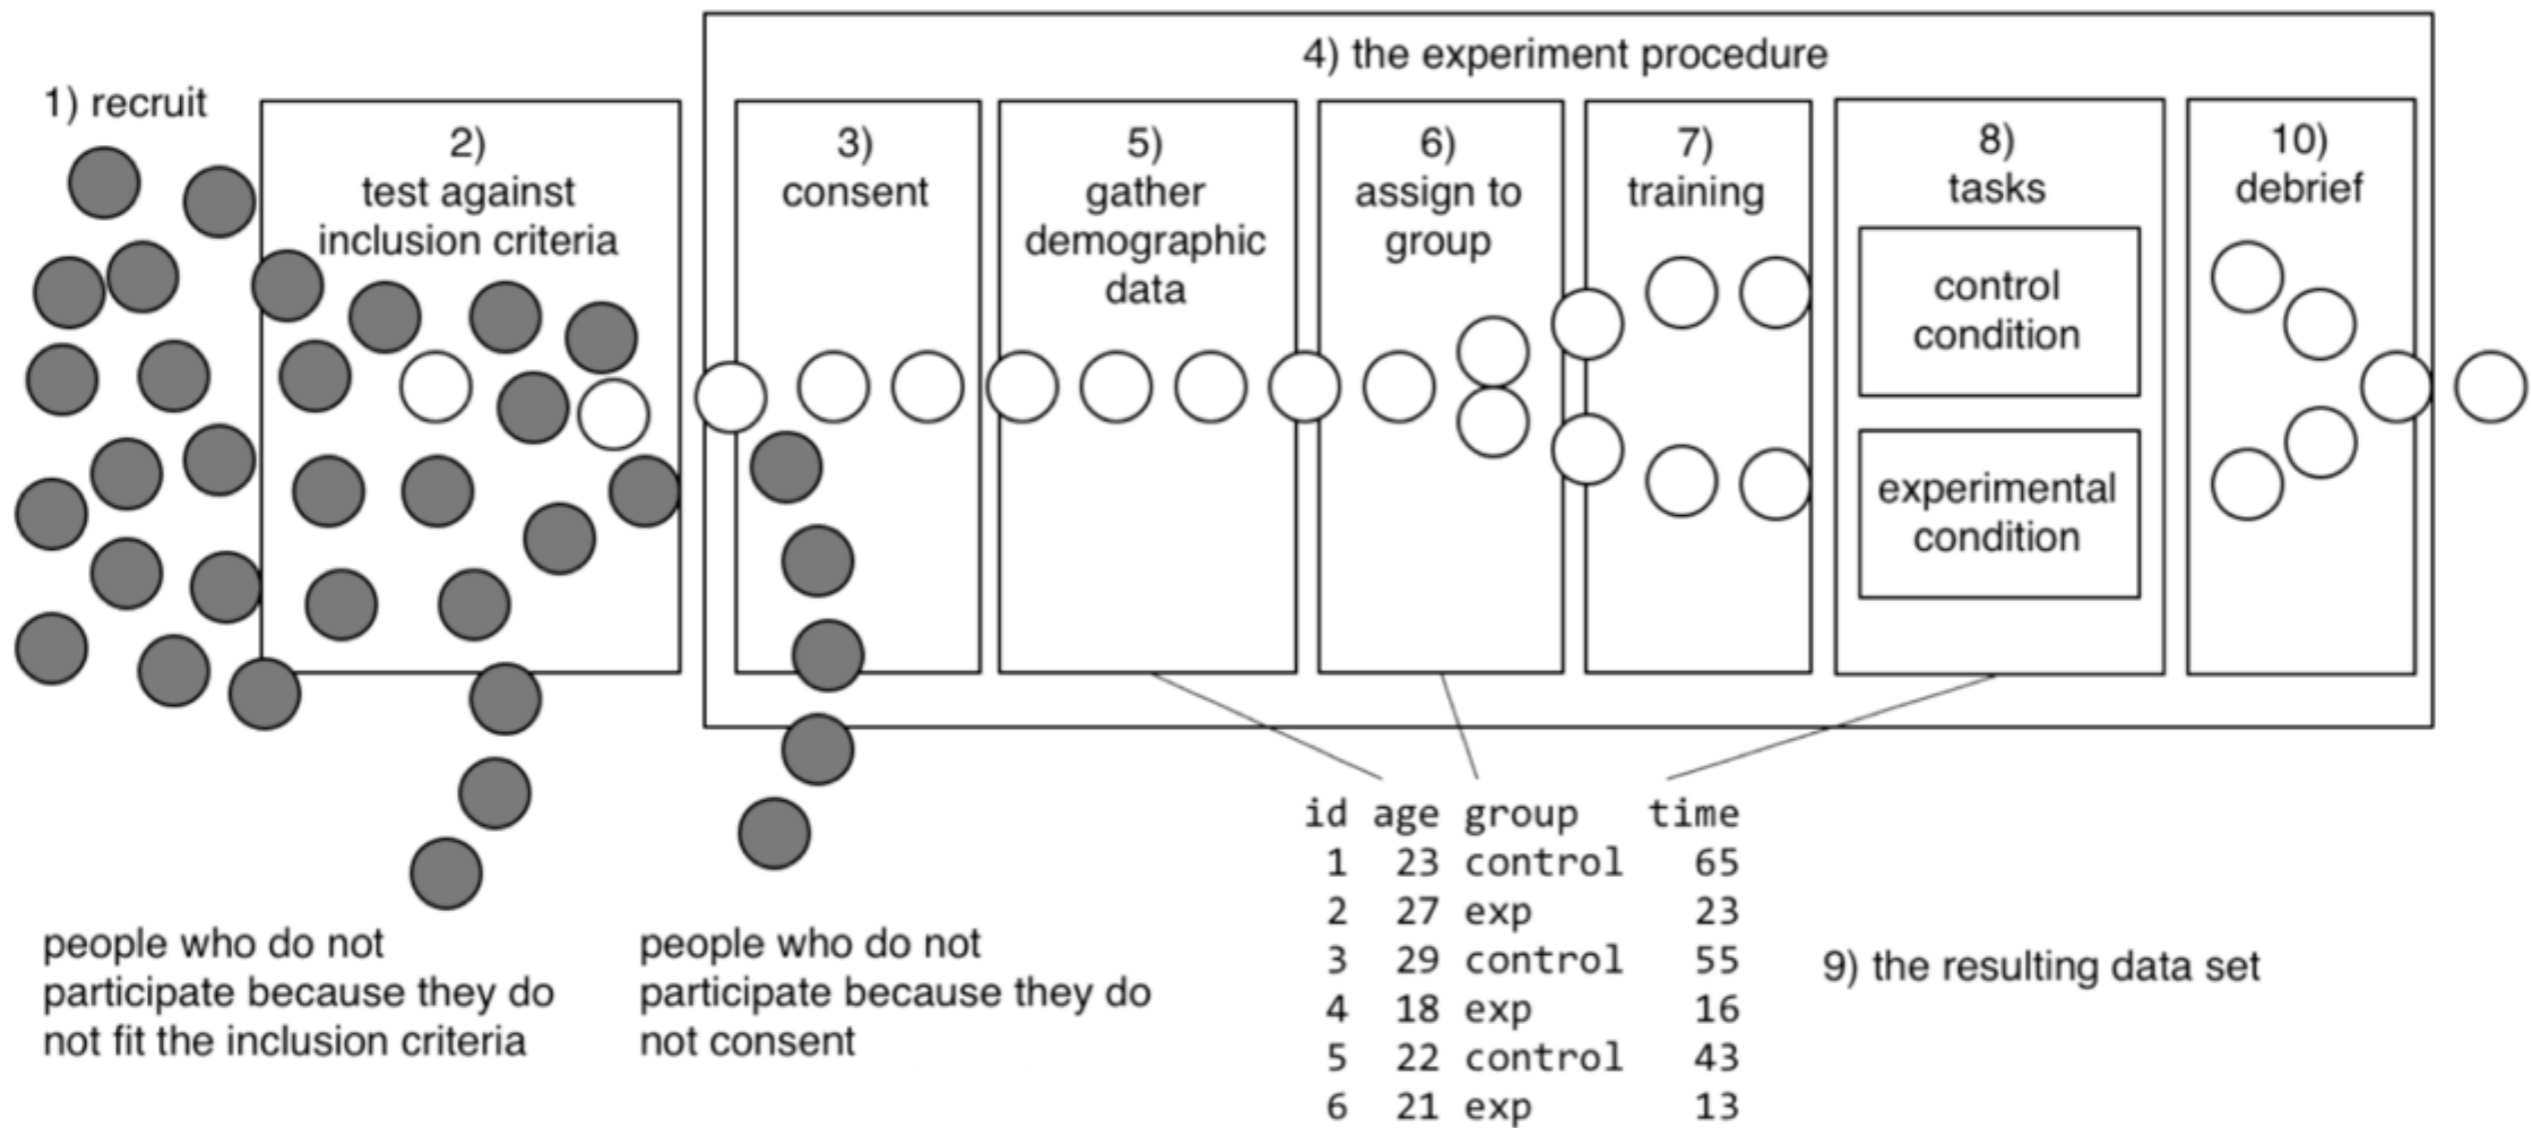 4) the experiment procedure
1) recruit
2)
test against
inclusion criteria
3)
consent
5)
gather
demographic
data
6)
assign to
group
7)
training
8)
tasks
control
condition
experimental
condition
10)
debrief
people who do not
participate because they do
not fit the inclusion criteria
people who do not
participate because they do
not consent
id age group time
1 23 control 65
2 27 exp 23
3 29 control 55
4 18 exp 16
5 22 control 43
6 21 exp 13
9) the resulting data set